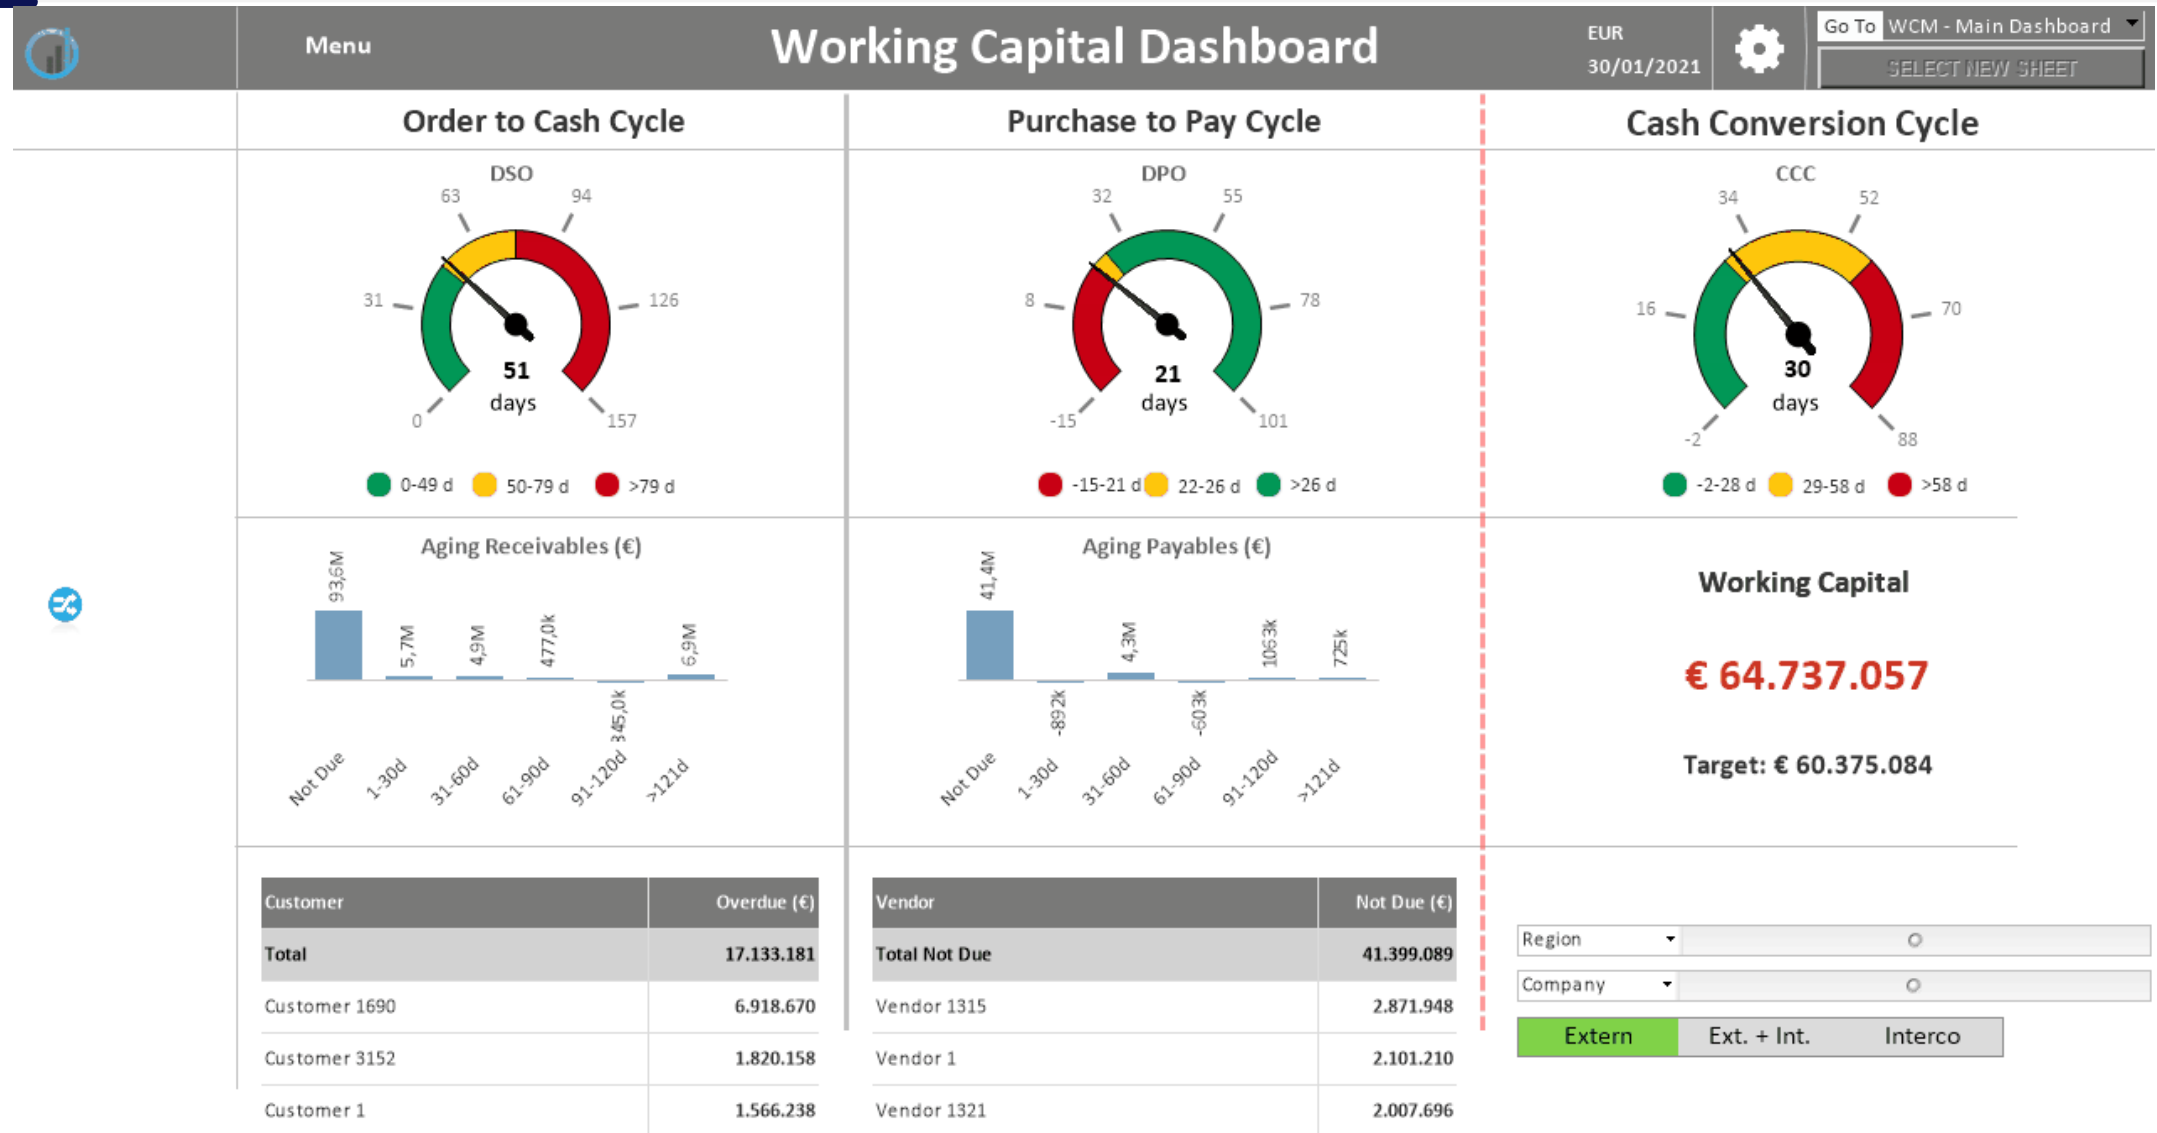 Menu
Working Capital Dashboard
EUR
30/01/2021
Go To WCM - Main Dashboard
SELECT NEW SHEET
Order to Cash Cycle
Purchase to Pay Cycle
Cash Conversion Cycle
DSO
63 94
31 126
0 157
51
days
0-49 d 50-79 d >79 d
DPO
32 55
8 78
-15 101
21
days
-15-21 d 22-26 d >26 d
CCC
34 52
16 70
-2 88
30
days
-2-28 d 29-58 d >58 d
Aging Receivables (€)
93,6M 5,7M 4,9M 477,0k 345,0k 6,9M
Not Due 1-30d 31-60d 61-90d 91-120d >121d
Aging Payables (€)
41,4M -892k 4,3M -603k 1063k 725k
Not Due 1-30d 31-60d 61-90d 91-120d >121d
Working Capital
€ 64.737.057
Target: € 60.375.084
Customer Overdue (€)
Total 17.133.181
Customer 1690 6.918.670
Customer 3152 1.820.158
Customer 1 1.566.238
Vendor Not Due (€)
Total Not Due 41.399.089
Vendor 1315 2.871.948
Vendor 1 2.101.210
Vendor 1321 2.007.696
Region
Company
Extern Ext. + Int. Interco